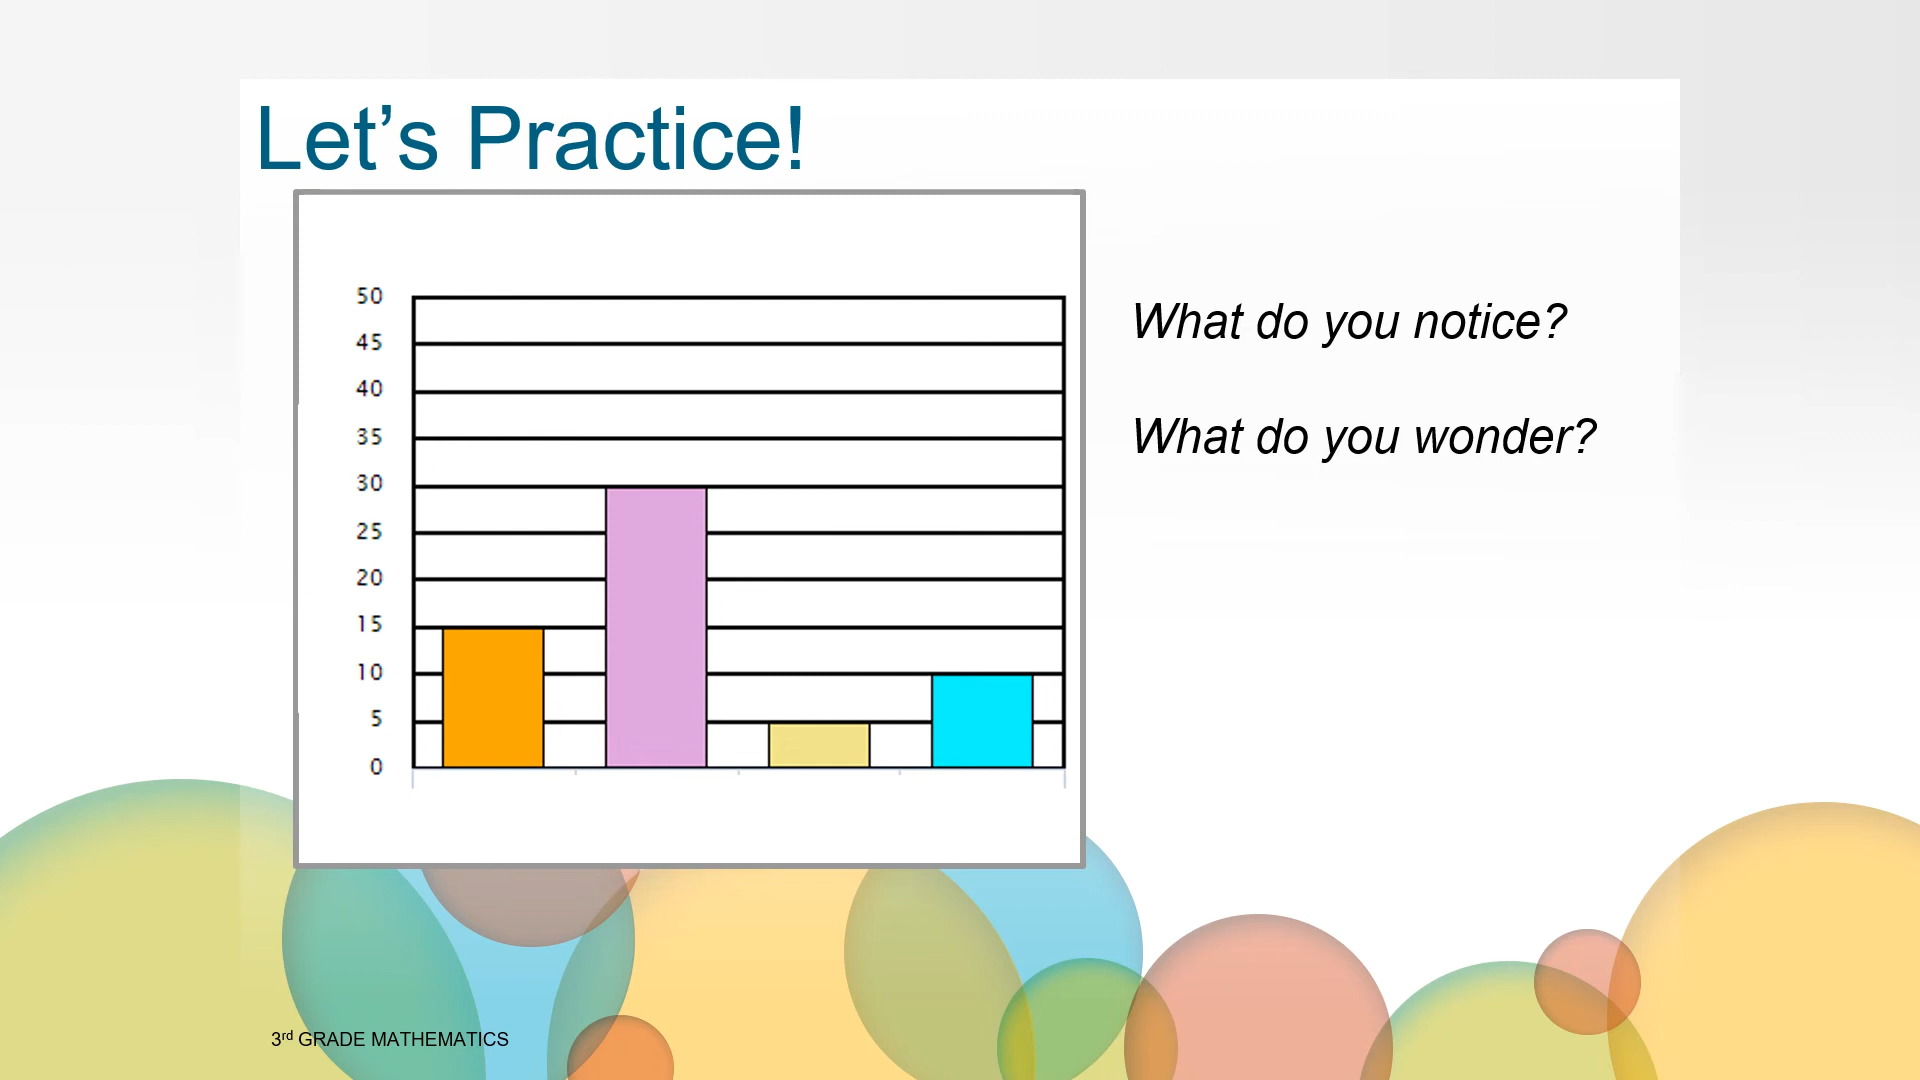 Let’s Practice!
50
45
40
35
30
25
20
15
10
5
0
What do you notice?
What do you wonder?
3rd GRADE MATHEMATICS